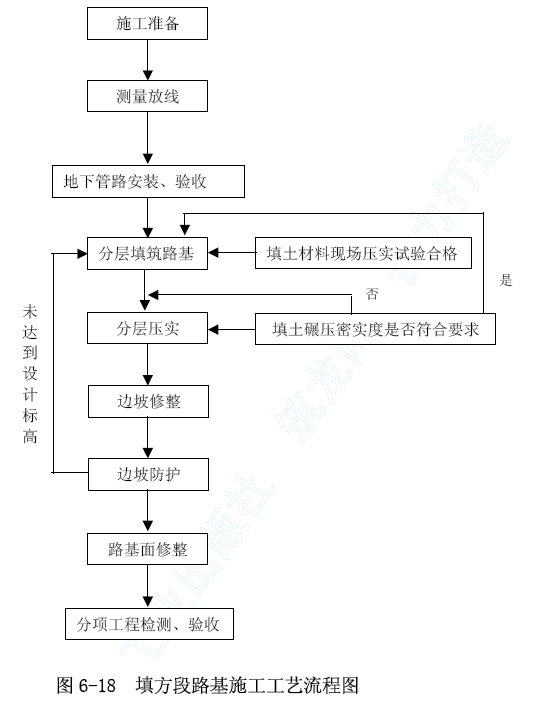 施工准备
测量放线
地下管路安装、验收
分层填筑路基
填土材料现场压实试验合格
是
否
分层压实
填土碾压密实度是否符合要求
未达到设计标高
边坡修整
边坡防护
路基面修整
分项工程检测、验收
图 6-18 填方段路基施工工艺流程图